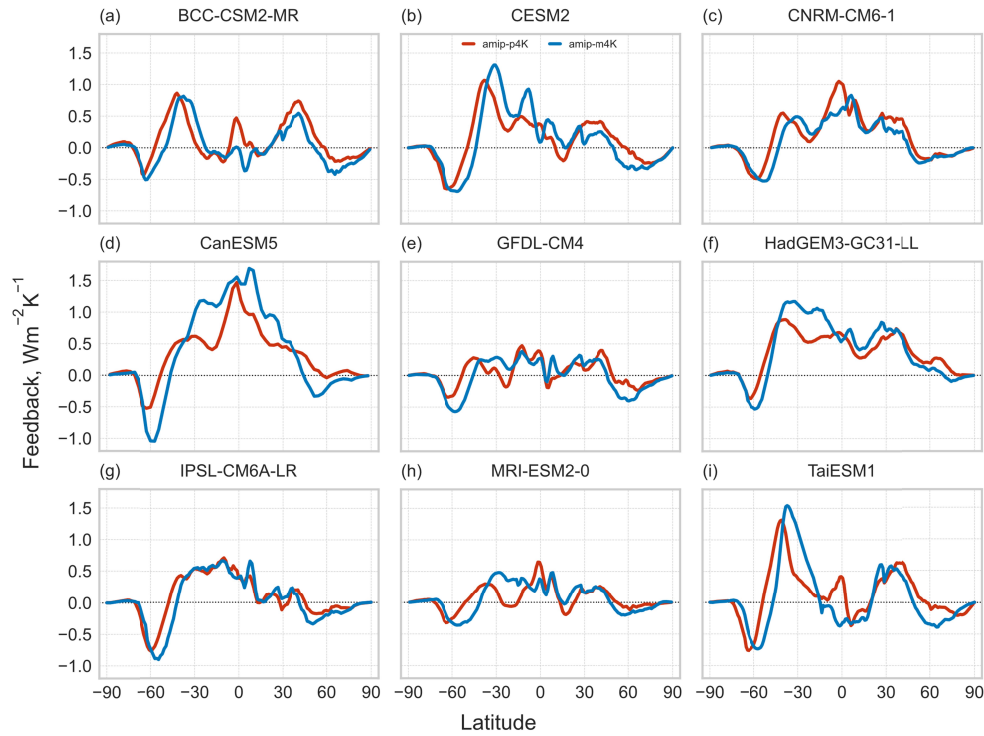 (a) BCC-CSM2-MR
(b) CESM2
(c) CNRM-CM6-1
amip-p4K amip-m4K
1.5
1.0
0.5
0.0
−0.5
−1.0
(d) CanESM5
(e) GFDL-CM4
(f) HadGEM3-GC31-LL
1.5
1.0
0.5
0.0
−0.5
−1.0
Feedback, Wm⁻²K⁻¹
(g) IPSL-CM6A-LR
(h) MRI-ESM2-0
(i) TaiESM1
1.5
1.0
0.5
0.0
−0.5
−1.0
−90 −60 −30 0 30 60 90
−90 −60 −30 0 30 60 90
−90 −60 −30 0 30 60 90
Latitude